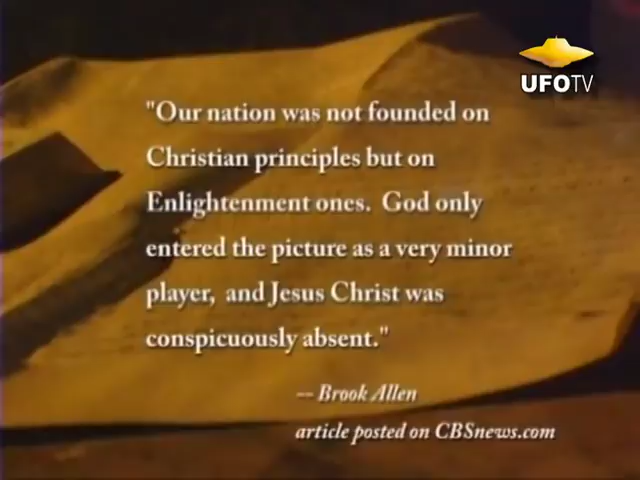 UFOTV
"Our nation was not founded on
Christian principles but on
Enlightenment ones.  God only
entered the picture as a very minor
player,  and Jesus Christ was
conspicuously absent."
-- Brook Allen
article posted on CBSnews.com